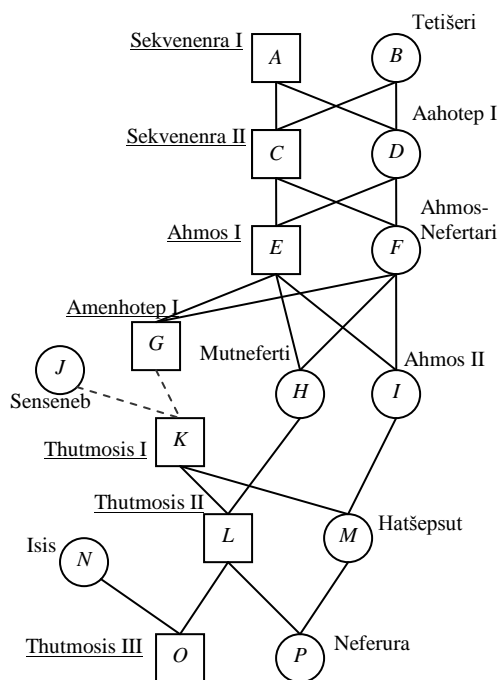 Tetišeri
Sekvenenra I
A
B
Aahotep I
Sekvenenra II
C
D
Ahmos-
Nefertari
Ahmos I
E
F
Amenhotep I
G
Mutneferti
Ahmos II
J
H
I
Senseneb
K
Thutmosis I
Thutmosis II
L
M
Hatšepsut
Isis
N
Thutmosis III
O
P
Neferura